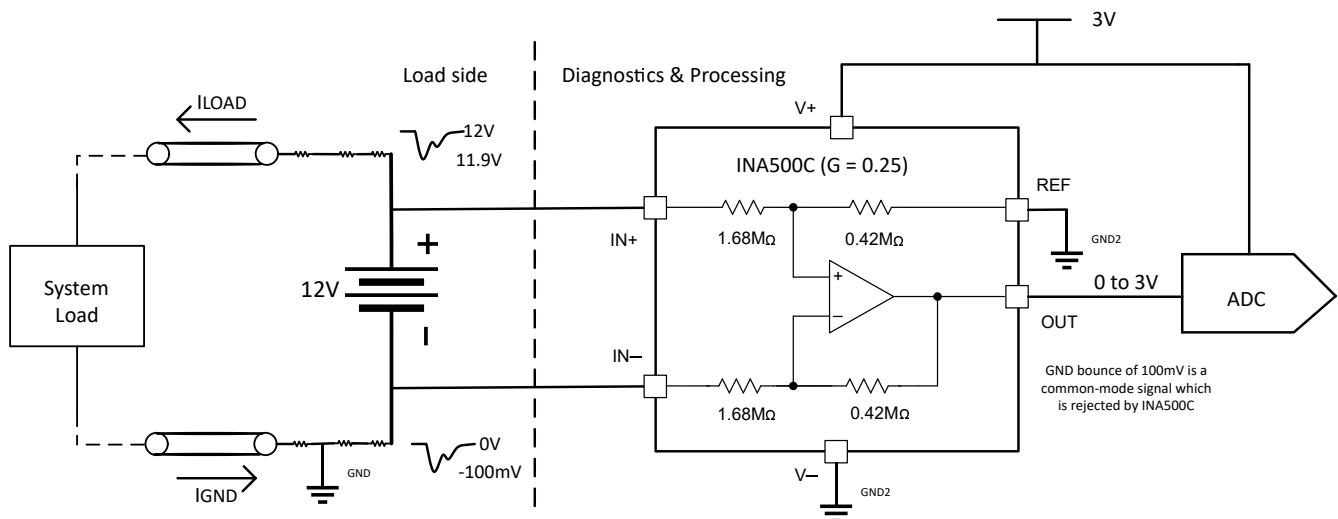 3V
Load side
Diagnostics & Processing
ILOAD
V+
12V
11.9V
INA500C (G = 0.25)
REF
IN+
1.68MΩ
0.42MΩ
GND2
+
System
Load
12V
+
0 to 3V
ADC
–
OUT
IN–
–
1.68MΩ
0.42MΩ
GND bounce of 100mV is a
common-mode signal which
is rejected by INA500C
0V
-100mV
GND
IGND
V–
GND2